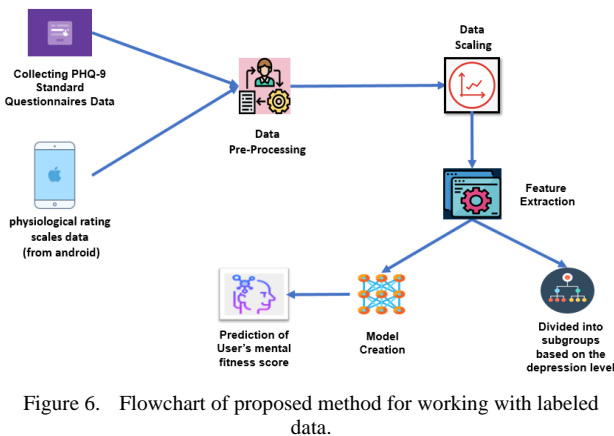 Collecting PHQ-9
Standard
Questionnaires Data
physiological rating
scales data
(from android)
Data
Pre-Processing
Data
Scaling
Feature
Extraction
Prediction of
User's mental
fitness score
Model
Creation
Divided into
subgroups
based on the
depression level
Figure 6. Flowchart of proposed method for working with labeled
data.